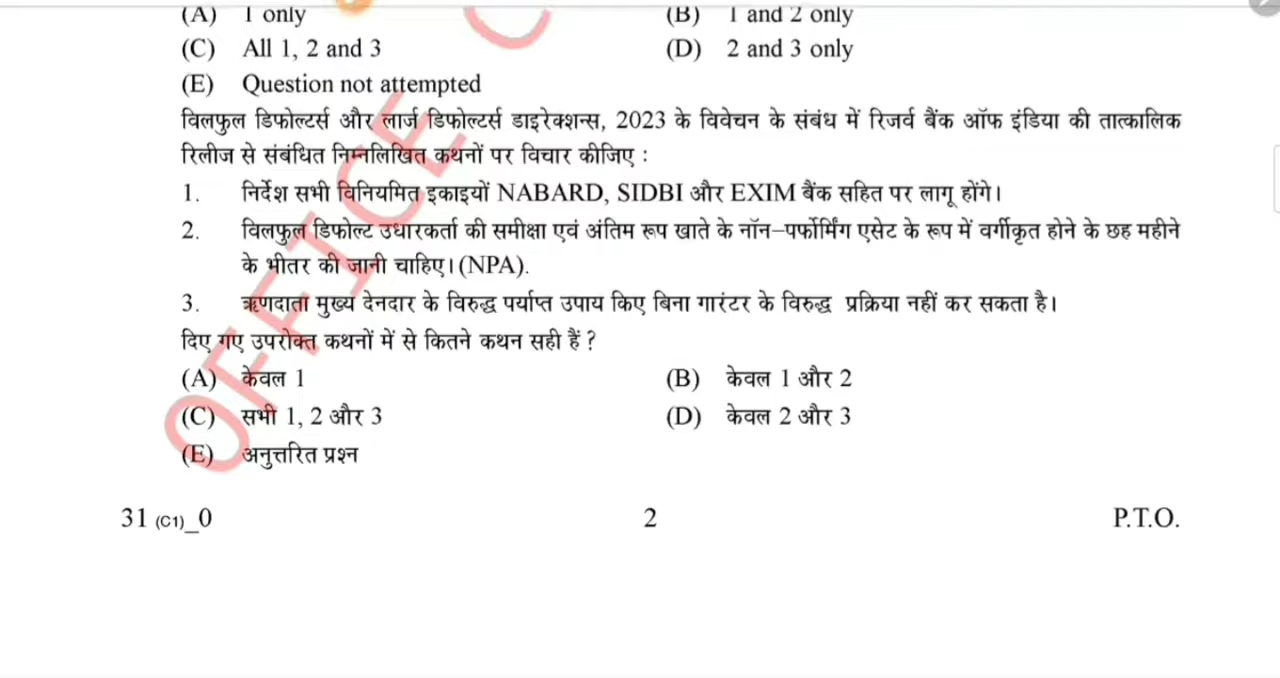 (A) 1 only (B) 1 and 2 only
(C) All 1, 2 and 3 (D) 2 and 3 only
(E) Question not attempted
विलफुल डिफोल्टर्स और लार्ज डिफोल्टर्स डाइरेक्शन्स, 2023 के विवेचन के संबंध में रिजर्व बैंक ऑफ इंडिया की तात्कालिक
रिलीज से संबंधित निम्नलिखित कथनों पर विचार कीजिए :
1. निर्देश सभी विनियमित इकाइयों NABARD, SIDBI और EXIM बैंक सहित पर लागू होंगे।
2. विलफुल डिफोल्ट उधारकर्ता की समीक्षा एवं अंतिम रूप खाते के नॉन-पर्फोर्मिंग एसेट के रूप में वर्गीकृत होने के छह महीने
के भीतर की जानी चाहिए। (NPA).
3. ऋणदाता मुख्य देनदार के विरुद्ध पर्याप्त उपाय किए बिना गारंटर के विरुद्ध प्रक्रिया नहीं कर सकता है।
दिए गए उपरोक्त कथनों में से कितने कथन सही हैं ?
(A) केवल 1 (B) केवल 1 और 2
(C) सभी 1, 2 और 3 (D) केवल 2 और 3
(E) अनुत्तरित प्रश्न
OFFICE C
31 (C1)_0 2 P.T.O.